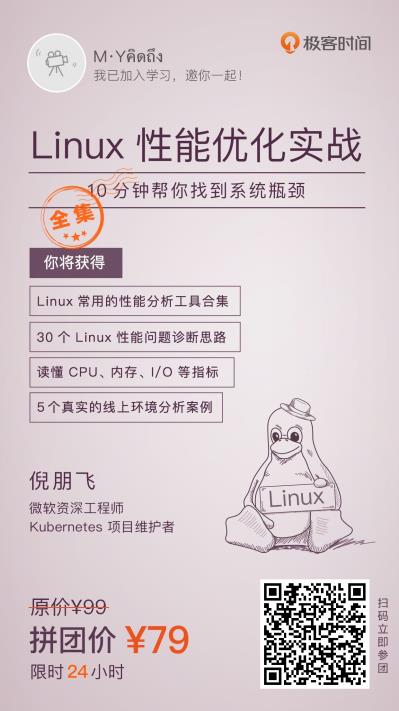 M·Yคิดถึง
极客时间
我已加入学习，邀你一起！
Linux 性能优化实战
10 分钟帮你找到系统瓶颈
全集
你将获得
Linux 常用的性能分析工具合集
30 个 Linux 性能问题诊断思路
读懂 CPU、内存、I/O 等指标
5个真实的线上环境分析案例
倪朋飞
微软资深工程师
Kubernetes 项目维护者
Linux
原价¥99
拼团价 ¥79
限时 24 小时
扫码立即参团